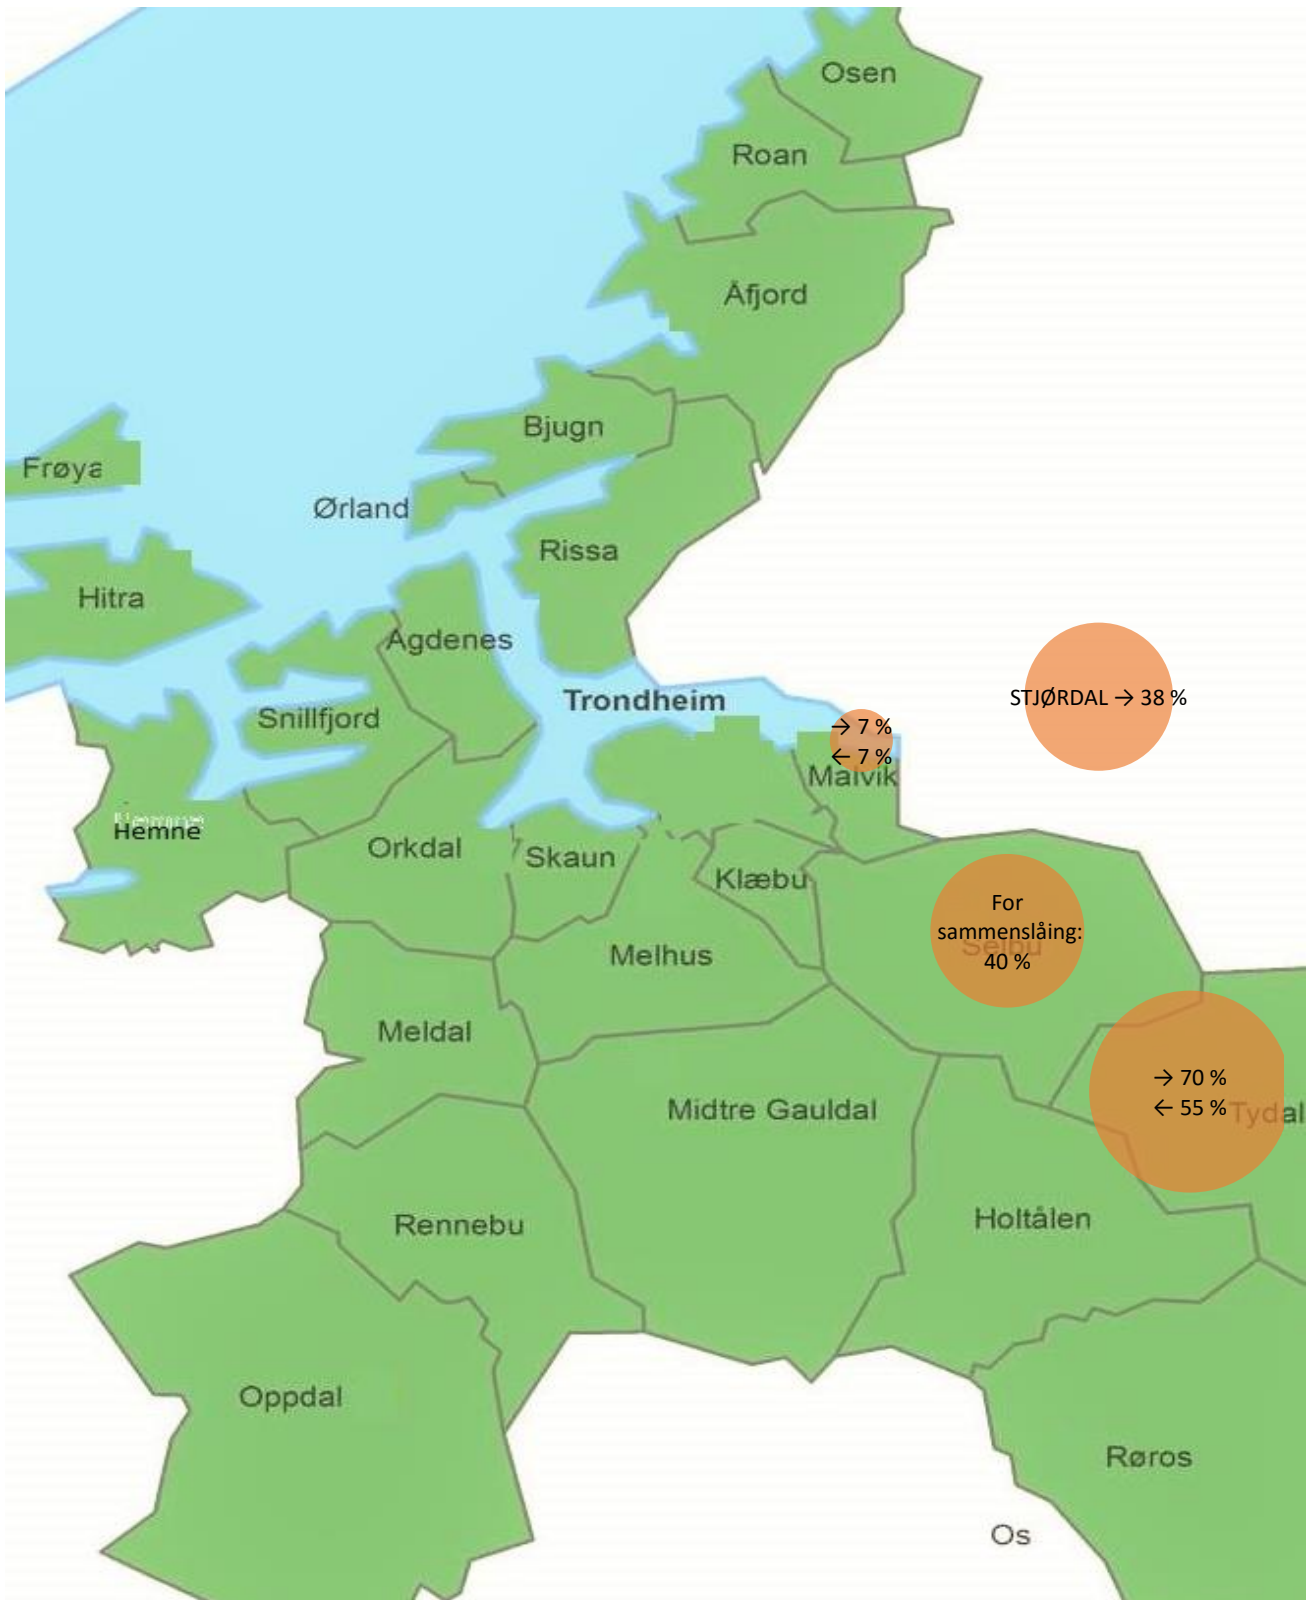 Osen
Roan
Åfjord
Bjugn
Frøya
Ørland
Rissa
Hitra
Agdenes
Trondheim
STJØRDAL → 38 %
Snillfjord
→ 7 %
← 7 %
Malvik
Hemne
Orkdal
Skaun
Klæbu
For
sammenslåing:
Selbu
40 %
Melhus
Meldal
Midtre Gauldal
→ 70 %
← 55 %
Tydal
Rennebu
Holtålen
Oppdal
Røros
Os